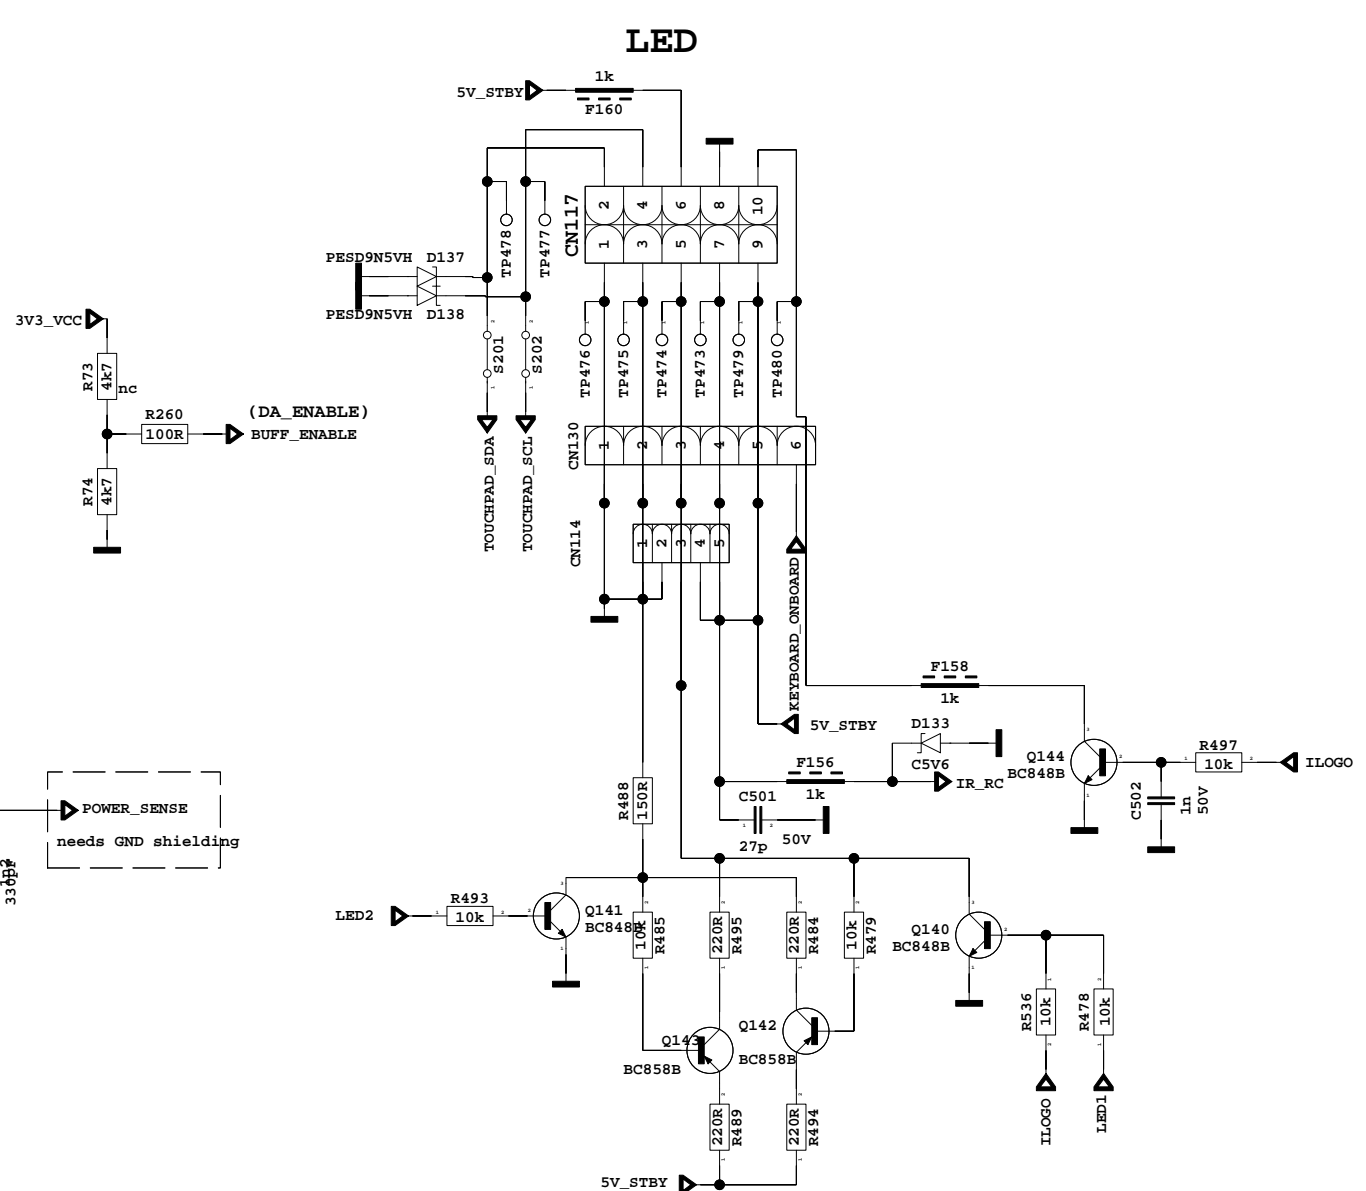 LED
1k
5V_STBY
F160
CN117
2 4 6 8 10
1 3 5 7 9
TP478
TP477
PESD9N5VH D137
PESD9N5VH D138
3V3_VCC
S201
S202
TP476
TP475
TP474
TP473
TP479
TP480
R73
4k7
nc
R260
100R
(DA_ENABLE)
BUFF_ENABLE
R74
4k7
TOUCHPAD_SDA
TOUCHPAD_SCL
CN130
1 2 3 4 5 6
CN114
1 2 3 4 5
KEYBOARD_ONBOARD
F158
1k
5V_STBY
D133
C5V6
Q144
BC848B
R497
10k
ILOGO
F156
1k
IR_RC
C502
1n
50V
R488
150R
C501
27p
50V
POWER_SENSE
needs GND shielding
330pF
LED2
R493
10k
Q141
BC848B
10k
R485
220R
R495
220R
R484
10k
R479
Q140
BC848B
R536
10k
R478
10k
Q143
BC858B
Q142
BC858B
220R
R489
220R
R494
ILOGO
LED1
5V_STBY